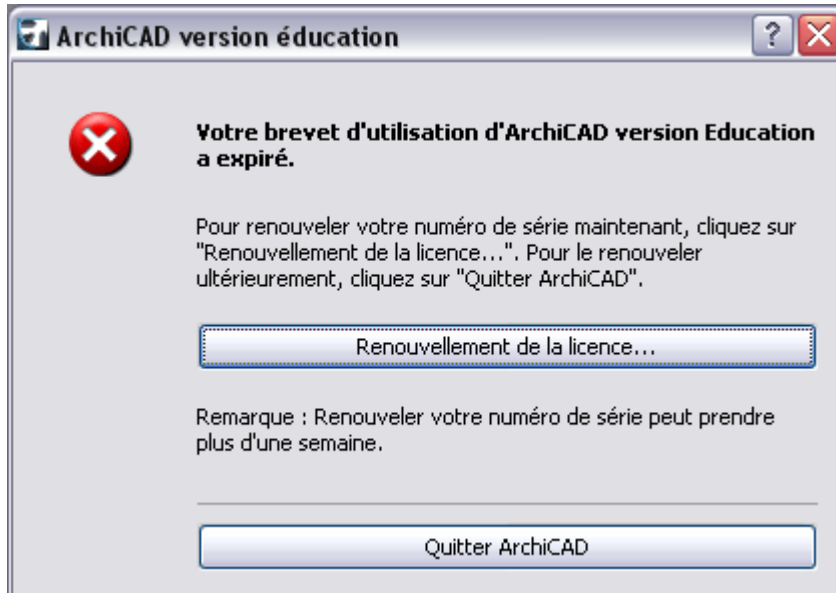 ArchiCAD version éducation
Votre brevet d'utilisation d'ArchiCAD version Education
a expiré.
Pour renouveler votre numéro de série maintenant, cliquez sur
"Renouvellement de la licence...". Pour le renouveler
ultérieurement, cliquez sur "Quitter ArchiCAD".
Renouvellement de la licence...
Remarque : Renouveler votre numéro de série peut prendre
plus d'une semaine.
Quitter ArchiCAD